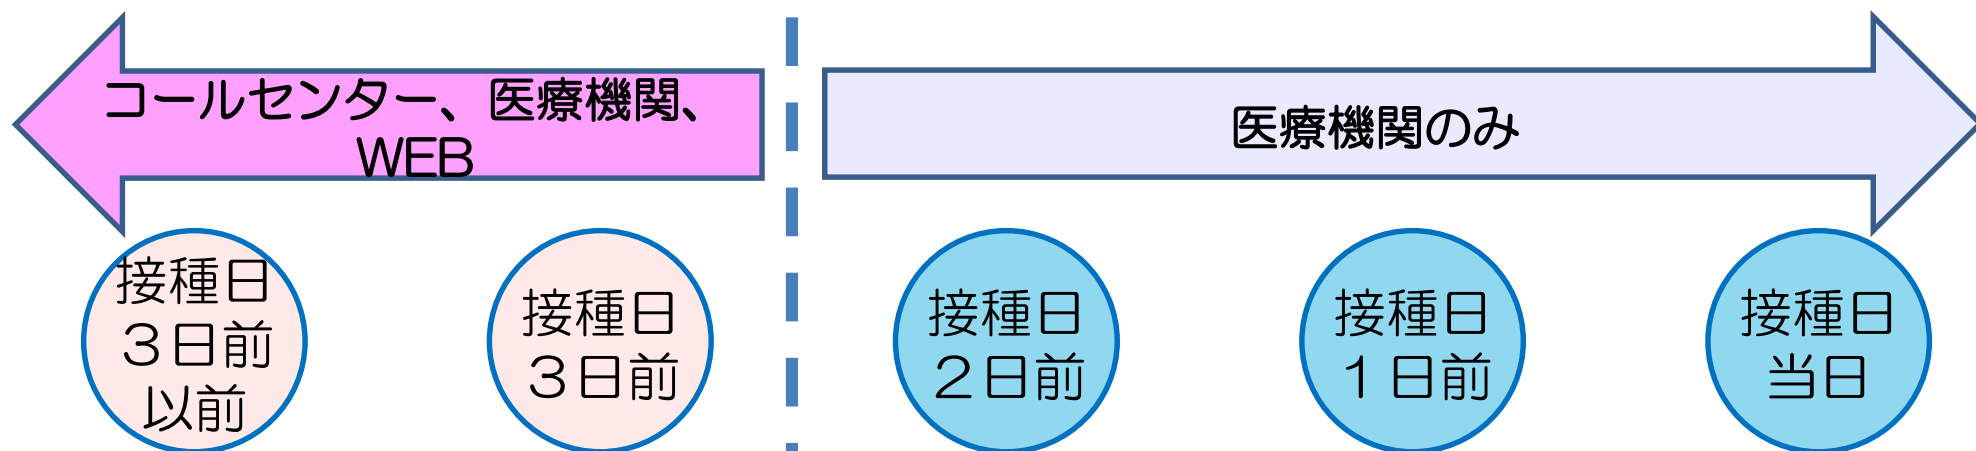 コールセンター、医療機関、
WEB
医療機関のみ
接種日
３日前
以前
接種日
３日前
接種日
２日前
接種日
１日前
接種日
当日